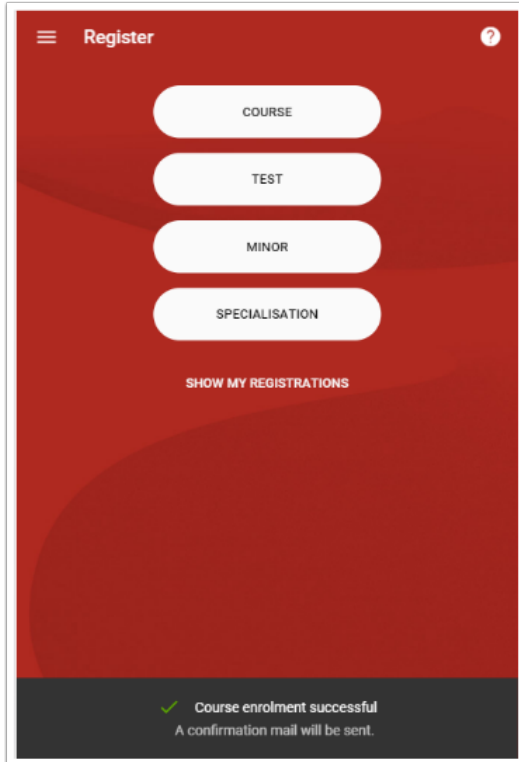 Register
?
COURSE
TEST
MINOR
SPECIALISATION
SHOW MY REGISTRATIONS
Course enrolment successful
A confirmation mail will be sent.